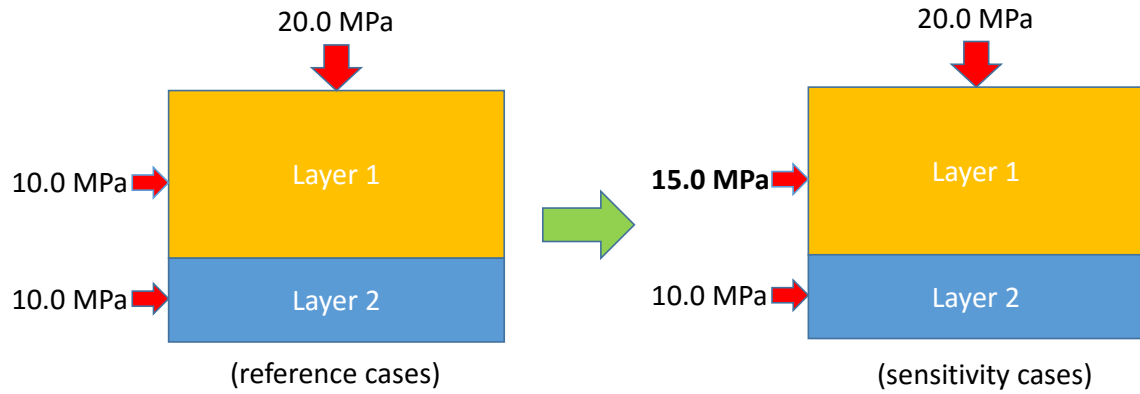 20.0 MPa
10.0 MPa
Layer 1
10.0 MPa
Layer 2
(reference cases)
20.0 MPa
15.0 MPa
Layer 1
10.0 MPa
Layer 2
(sensitivity cases)